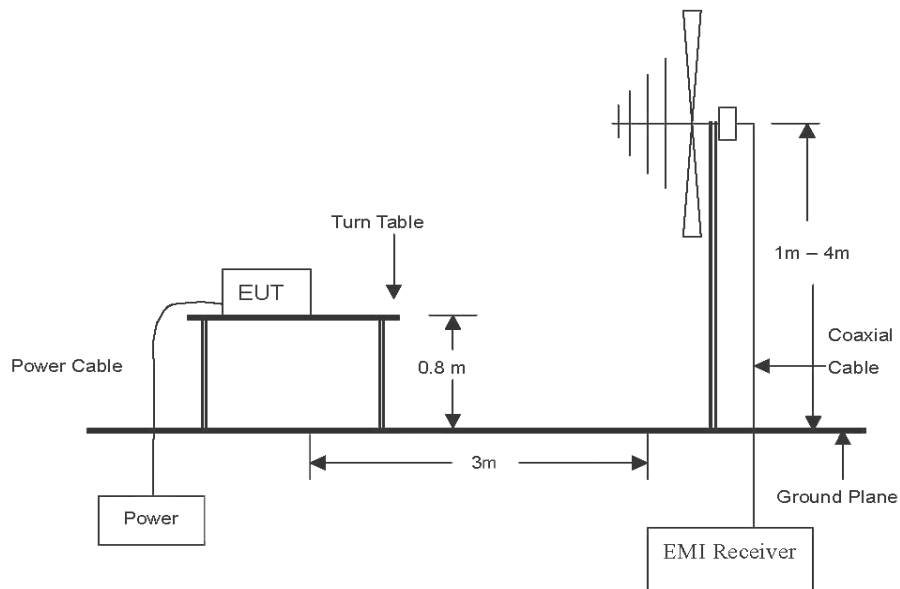 Turn Table
EUT
1m – 4m
Power Cable
0.8 m
Coaxial
Cable
3m
Ground Plane
Power
EMI Receiver